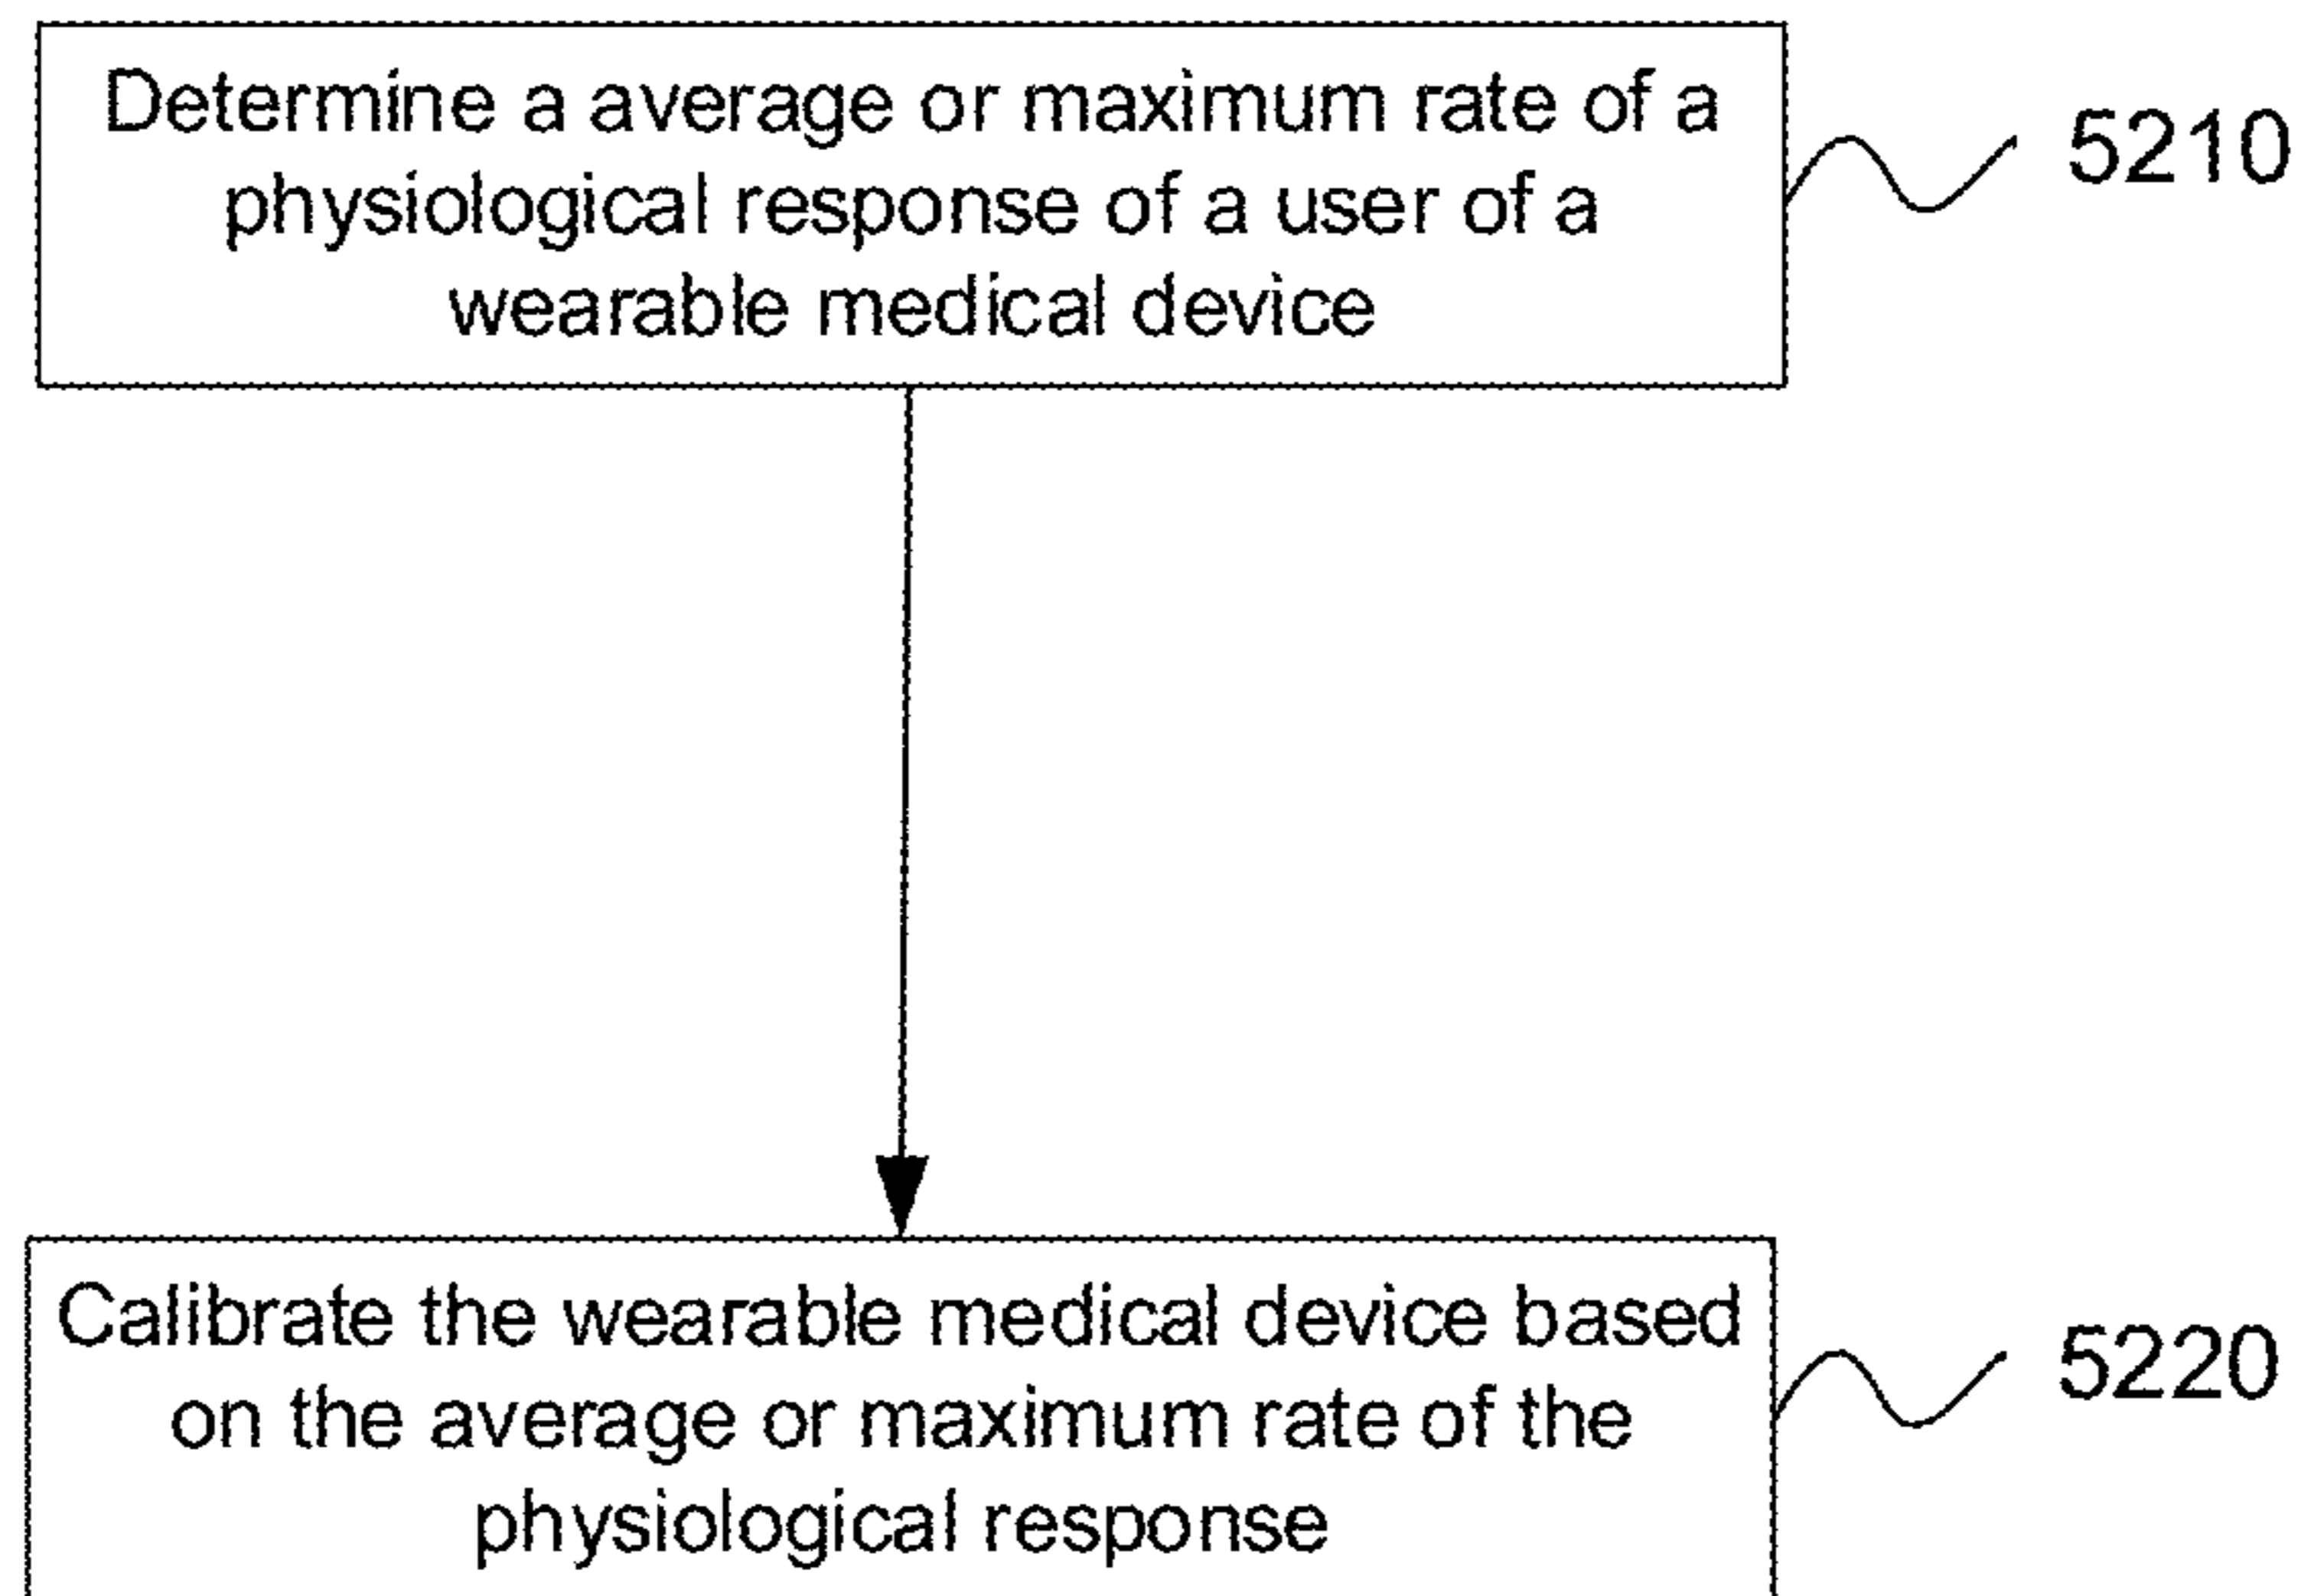 Determine a average or maximum rate of a
physiological response of a user of a
wearable medical device
5210
Calibrate the wearable medical device based
on the average or maximum rate of the
physiological response
5220